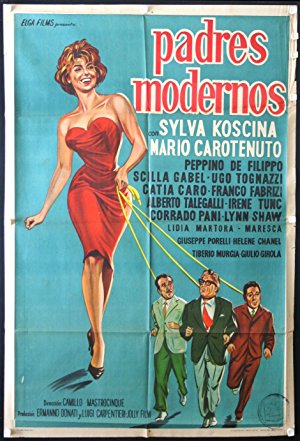 ELGA FILMS presenta:
padres
modernos
con
SYLVA KOSCINA
MARIO CAROTENUTO
PEPPINO DE FILIPPO
SCILLA GABEL-UGO TOGNAZZI
CATIA CARO-FRANCO FABRIZI
ALBERTO TALEGALLI-IRENE TUNC
CORRADO PANI-LYNN SHAW
LIDIA MARTORA - MARESCA
GIUSEPPE PORELLI-HELENE CHANEL
TIBERIO MURGIA-GIULIO GIROLA
Dirección: CAMILLO MASTROCINQUE
Producción: ERMANNO DONATI y LUIGI CARPENTIERI-JOLLY FILM